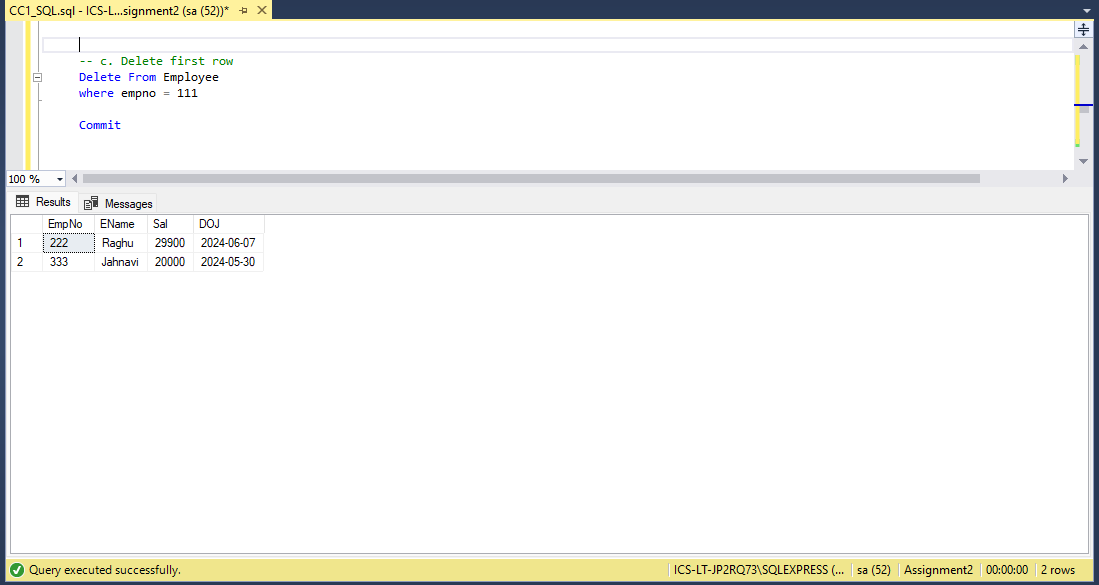 CC1_SQL.sql - ICS-L...signment2 (sa (52))*
-- c. Delete first row
Delete From Employee
where empno = 111
Commit
100 %
Results Messages
EmpNo EName Sal DOJ
1 222 Raghu 29900 2024-06-07
2 333 Jahnavi 20000 2024-05-30
Query executed successfully. ICS-LT-JP2RQ73\SQLEXPRESS (... sa (52) Assignment2 00:00:00 2 rows